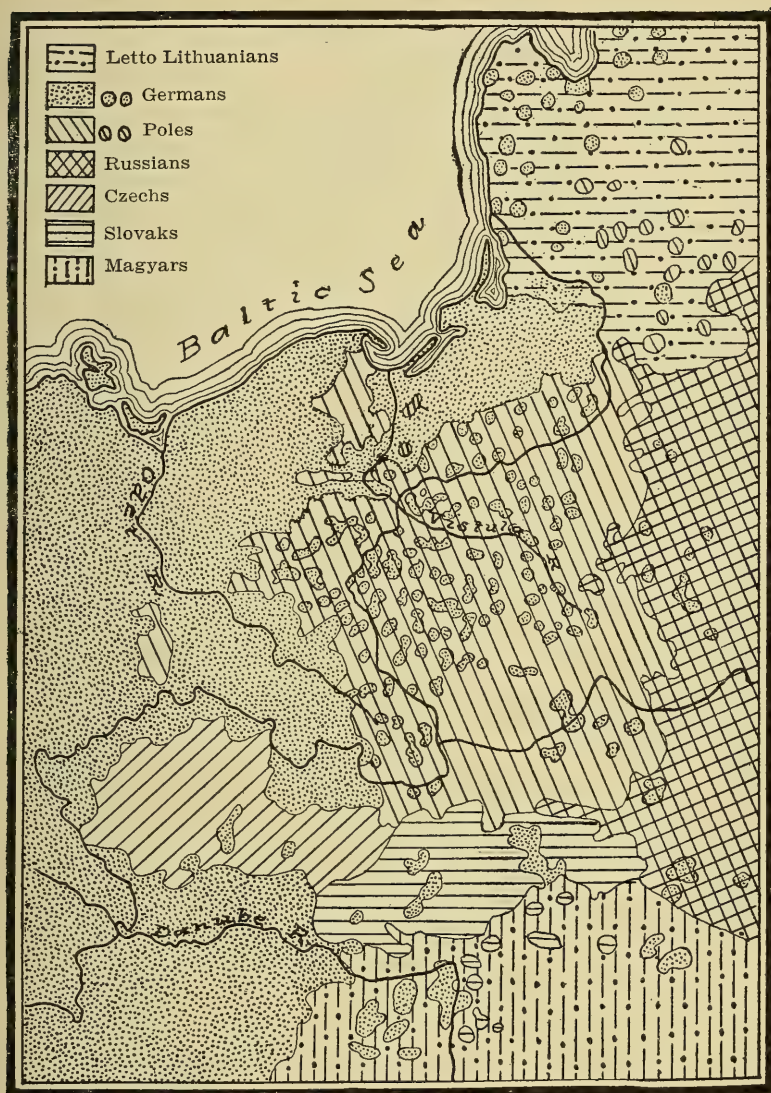 Letto Lithuanians
Germans
Poles
Russians
Czechs
Slovaks
Magyars
Baltic Sea
Oder R.
Vistula R.
Danube R.